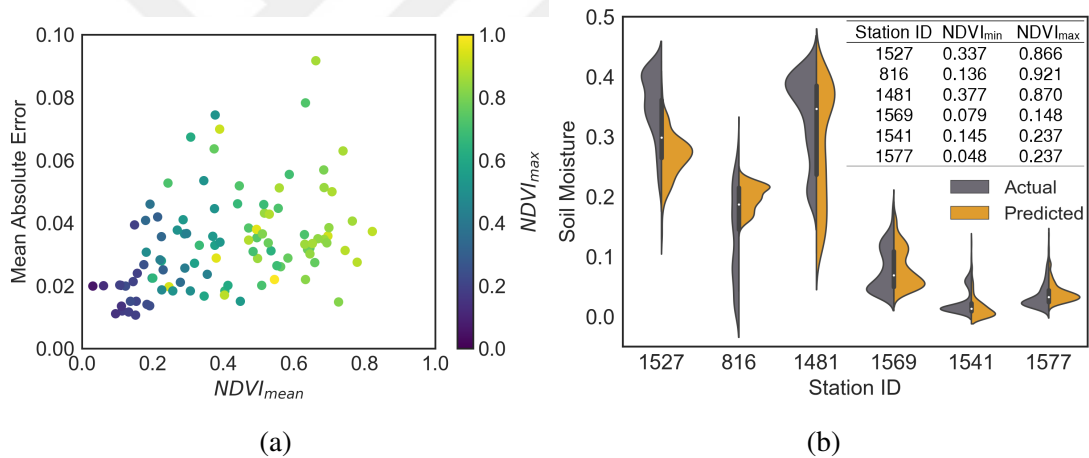 0.10
0.08
0.06
0.04
0.02
0.00
Mean Absolute Error
0.0 0.2 0.4 0.6 0.8 1.0
NDVI_mean
1.0
0.8
0.6
0.4
0.2
0.0
NDVI_max
(a)
0.5
0.4
0.3
0.2
0.1
0.0
Soil Moisture
Station ID NDVI_min NDVI_max
1527 0.337 0.866
816 0.136 0.921
1481 0.377 0.870
1569 0.079 0.148
1541 0.145 0.237
1577 0.048 0.237
Actual
Predicted
1527 816 1481 1569 1541 1577
Station ID
(b)